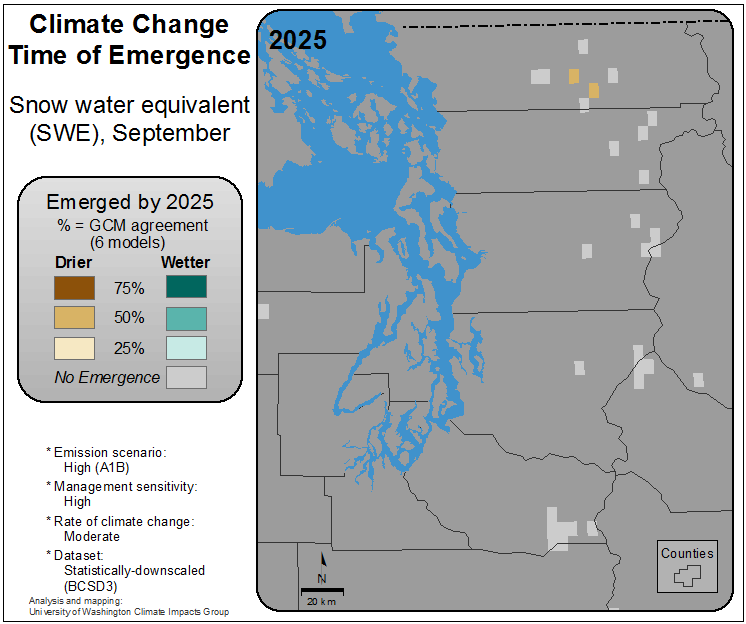 Climate Change
Time of Emergence
Snow water equivalent
(SWE), September
Emerged by 2025
% = GCM agreement
(6 models)
Drier
Wetter
75%
50%
25%
No Emergence
* Emission scenario:
High (A1B)
* Management sensitivity:
High
* Rate of climate change:
Moderate
* Dataset:
Statistically-downscaled
(BCSD3)
Analysis and mapping:
University of Washington Climate Impacts Group
2025
N
20 km
Counties